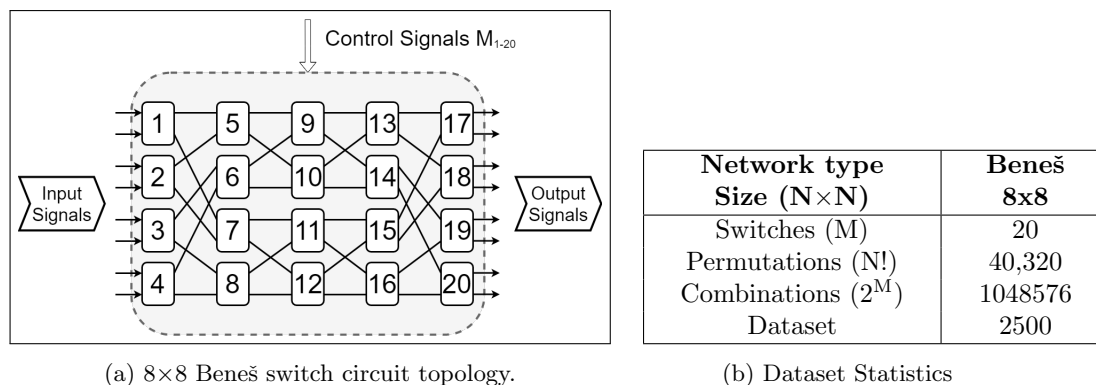 Control Signals M1-20
1 5 9 13 17
2 6 10 14 18
3 7 11 15 19
4 8 12 16 20
Input
Signals
Output
Signals
(a) 8×8 Beneš switch circuit topology.
Network type Beneš
Size (N×N) 8x8
Switches (M) 20
Permutations (N!) 40,320
Combinations (2^M) 1048576
Dataset 2500
(b) Dataset Statistics